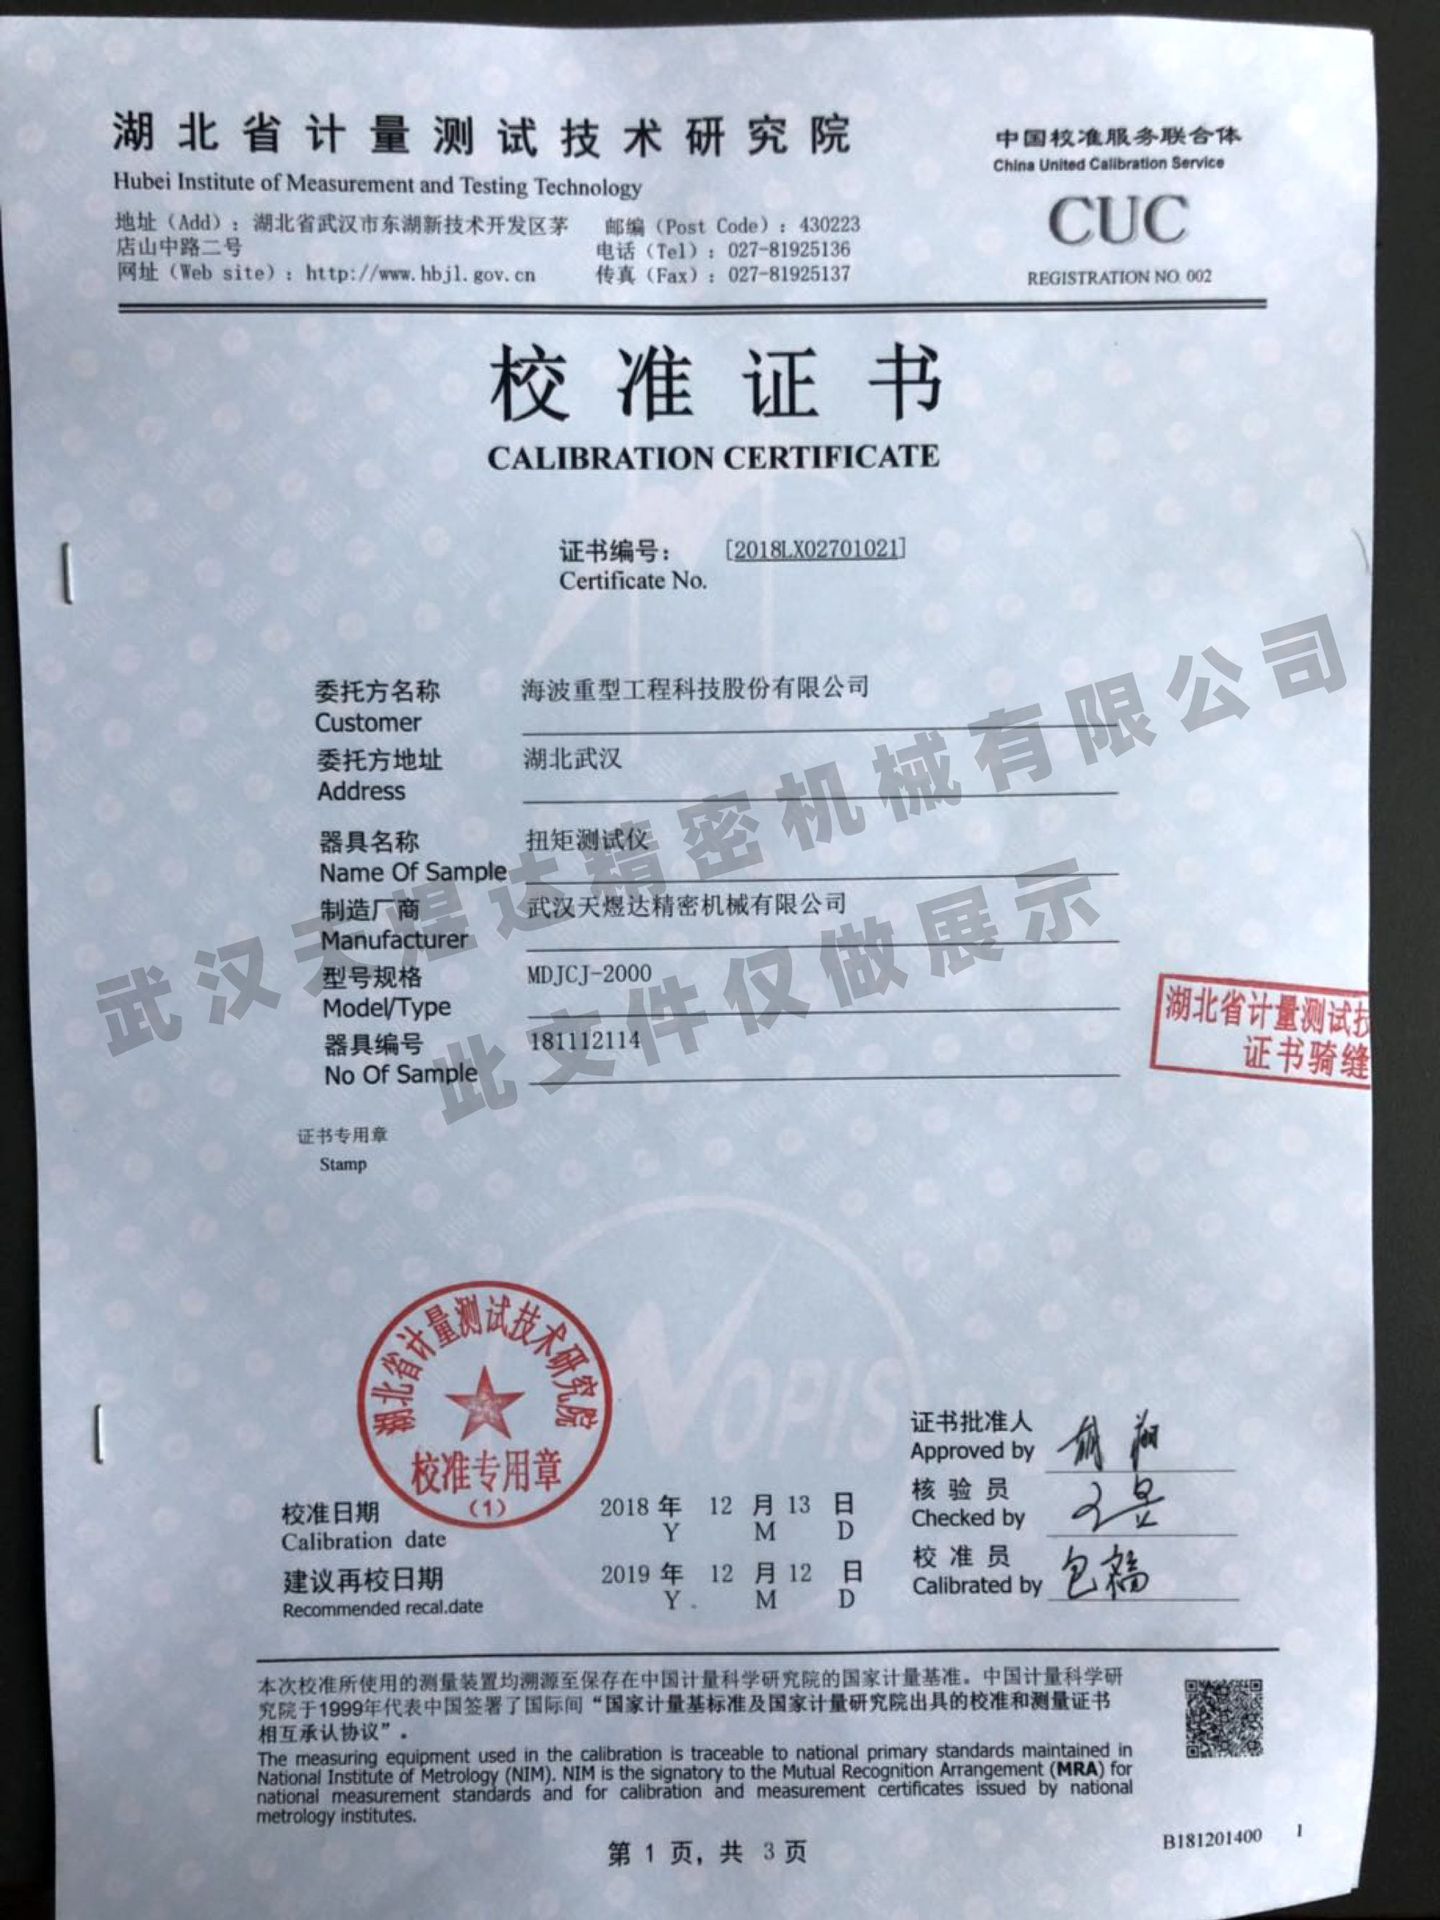 湖北省计量测试技术研究院
Hubei Institute of Measurement and Testing Technology
地址（Add）：湖北省武汉市东湖新技术开发区茅
店山中路二号
网址（Web site）：http://www.hbjl.gov.cn
邮编（Post Code）：430223
电话（Tel）：027-81925136
传真（Fax）：027-81925137
中国校准服务联合体
China United Calibration Service
CUC
REGISTRATION NO. 002
校准证书
CALIBRATION CERTIFICATE
证书编号： [2018LX02701021]
Certificate No.
委托方名称 海波重型工程科技股份有限公司
Customer
委托方地址 湖北武汉
Address
器具名称 扭矩测试仪
Name Of Sample
制造厂商 武汉天煜达精密机械有限公司
Manufacturer
型号规格 MDJCJ-2000
Model/Type
器具编号 181112114
No Of Sample
武汉天煜达精密机械有限公司
此文件仅做展示
湖北省计量测试技
证书骑缝
证书专用章
Stamp
湖北省计量测试技术研究院
校准专用章
（1）
NOPIS
校准日期 2018 年 12 月 13 日
Calibration date Y M D
建议再校日期 2019 年 12 月 12 日
Recommended recal.date Y M D
证书批准人
Approved by
核验员
Checked by
校准员
Calibrated by
本次校准所使用的测量装置均溯源至保存在中国计量科学研究院的国家计量基准。中国计量科学研
究院于1999年代表中国签署了国际间“国家计量基标准及国家计量研究院出具的校准和测量证书
相互承认协议”。
The measuring equipment used in the calibration is traceable to national primary standards maintained in
National Institute of Metrology (NIM). NIM is the signatory to the Mutual Recognition Arrangement (MRA) for
national measurement standards and for calibration and measurement certificates issued by national
metrology institutes.
第 1 页，共 3 页
B181201400 1